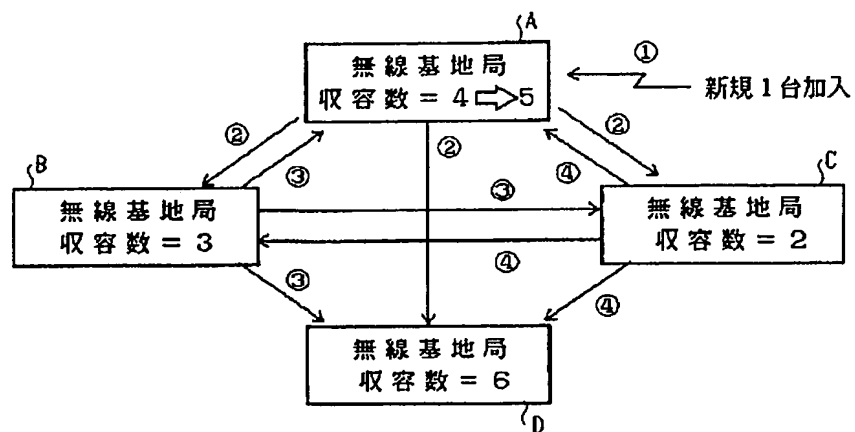 A
無線基地局
収容数=4⇨5
①
新規1台加入
②
②
②
③
④
B
無線基地局
収容数=3
③
④
C
無線基地局
収容数=2
③
④
無線基地局
収容数=6
D